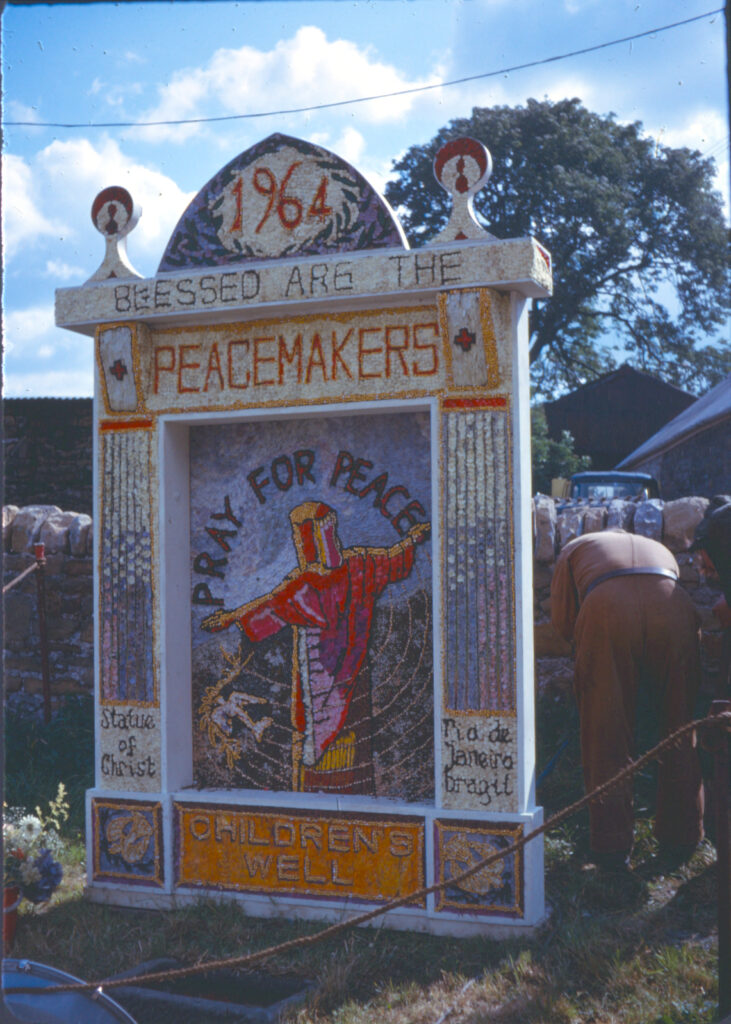 1964
BLESSED ARE THE
PEACEMAKERS
PRAY FOR PEACE
Statue
of
Christ
Rio de
Janeiro
Brazil
CHILDREN'S
WELL